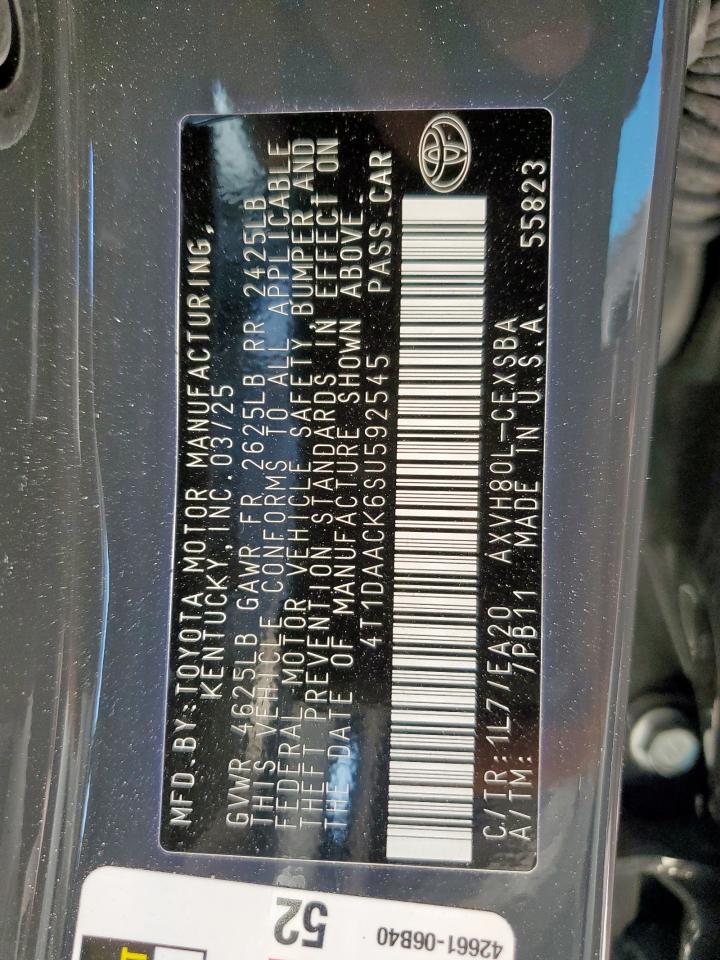 MFD.BY:TOYOTA MOTOR MANUFACTURING,
KENTUCKY,INC.03/25
GVWR 4625LB GAWR FR 2625LB RR 2425LB
THIS VEHICLE CONFORMS TO ALL APPLICABLE
FEDERAL MOTOR VEHICLE SAFETY, BUMPER AND
THEFT PREVENTION STANDARDS IN EFFECT ON
THE DATE OF MANUFACTURE SHOWN ABOVE.
4T1DAACK6SU592545 PASS.CAR
C/TR:1L7/EA20 AXVH80L-CEXSBA
A/TM: 7PB11 MADE IN U.S.A. 55823
52
42661-06B40